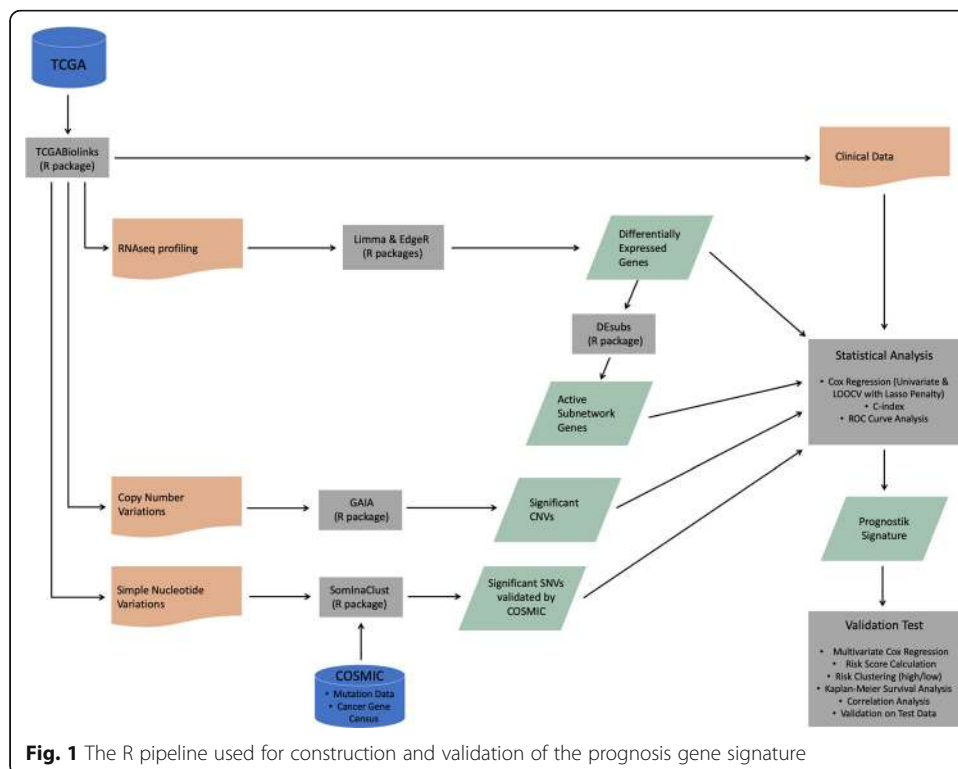 TCGA
TCGABiolinks
(R package)
Clinical Data
RNAseq profiling
Limma & EdgeR
(R packages)
Differentially
Expressed
Genes
DEsubs
(R package)
Active
Subnetwork
Genes
Statistical Analysis
• Cox Regression (Univariate &
LOOCV with Lasso Penalty)
• C-index
• ROC Curve Analysis
Copy Number
Variations
GAIA
(R package)
Significant
CNVs
Prognostik
Signature
Simple Nucleotide
Variations
SomInaClust
(R package)
Significant SNVs
validated by
COSMIC
COSMIC
• Mutation Data
• Cancer Gene
Census
Validation Test
• Multivariate Cox Regression
• Risk Score Calculation
• Risk Clustering (high/low)
• Kaplan-Meier Survival Analysis
• Correlation Analysis
• Validation on Test Data
Fig. 1 The R pipeline used for construction and validation of the prognosis gene signature